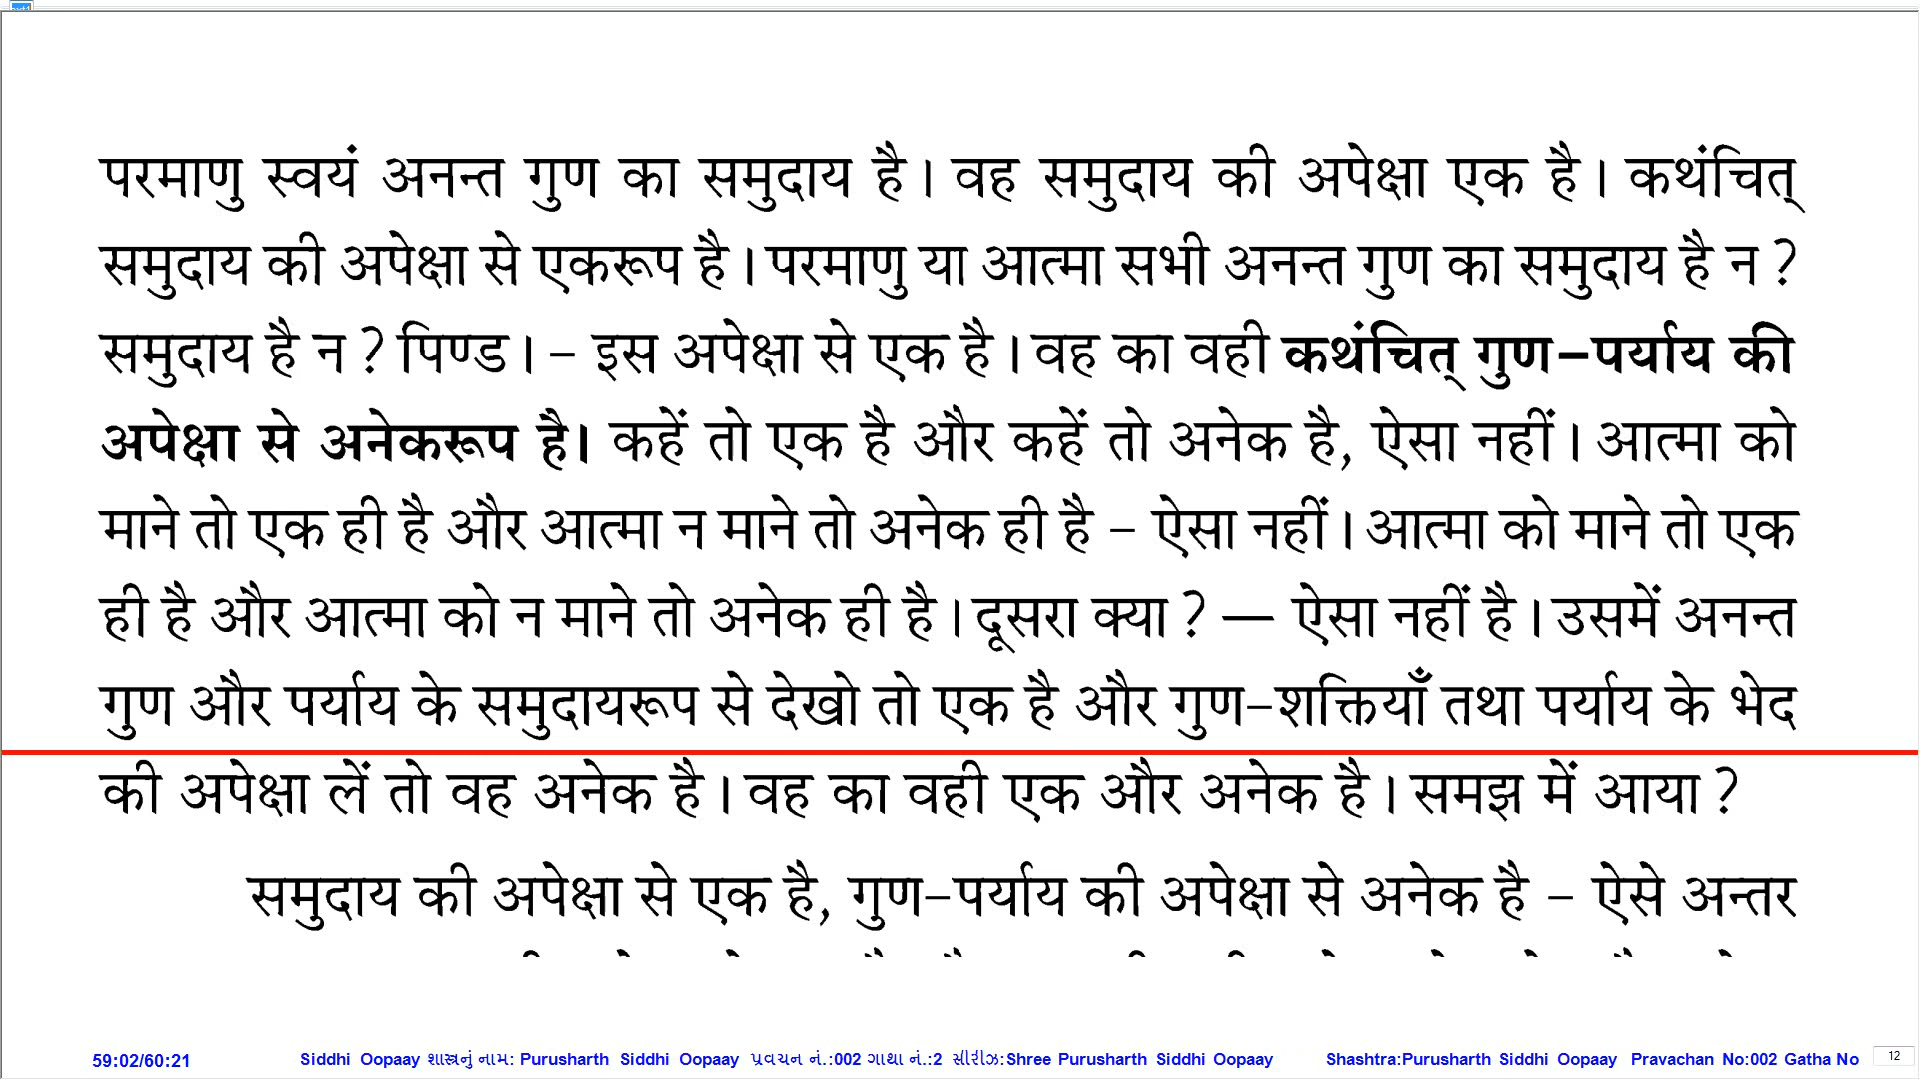 परमाणु स्वयं अनन्त गुण का समुदाय है। वह समुदाय की अपेक्षा एक है। कथंचित्
समुदाय की अपेक्षा से एकरूप है। परमाणु या आत्मा सभी अनन्त गुण का समुदाय है न ?
समुदाय है न ? पिण्ड। – इस अपेक्षा से एक है। वह का वही कथंचित् गुण-पर्याय की
अपेक्षा से अनेकरूप है। कहें तो एक है और कहें तो अनेक है, ऐसा नहीं। आत्मा को
माने तो एक ही है और आत्मा न माने तो अनेक ही है – ऐसा नहीं। आत्मा को माने तो एक
ही है और आत्मा को न माने तो अनेक ही है। दूसरा क्या ? — ऐसा नहीं है। उसमें अनन्त
गुण और पर्याय के समुदायरूप से देखो तो एक है और गुण-शक्तियाँ तथा पर्याय के भेद
की अपेक्षा लें तो वह अनेक है। वह का वही एक और अनेक है। समझ में आया ?
समुदाय की अपेक्षा से एक है, गुण-पर्याय की अपेक्षा से अनेक है – ऐसे अन्तर
59:02/60:21 Siddhi Oopaay શાસ્ત્રનું નામ: Purusharth Siddhi Oopaay પ્રવચન નં.:002 ગાથા નં.:2 સીરીઝ:Shree Purusharth Siddhi Oopaay Shashtra:Purusharth Siddhi Oopaay Pravachan No:002 Gatha No 12